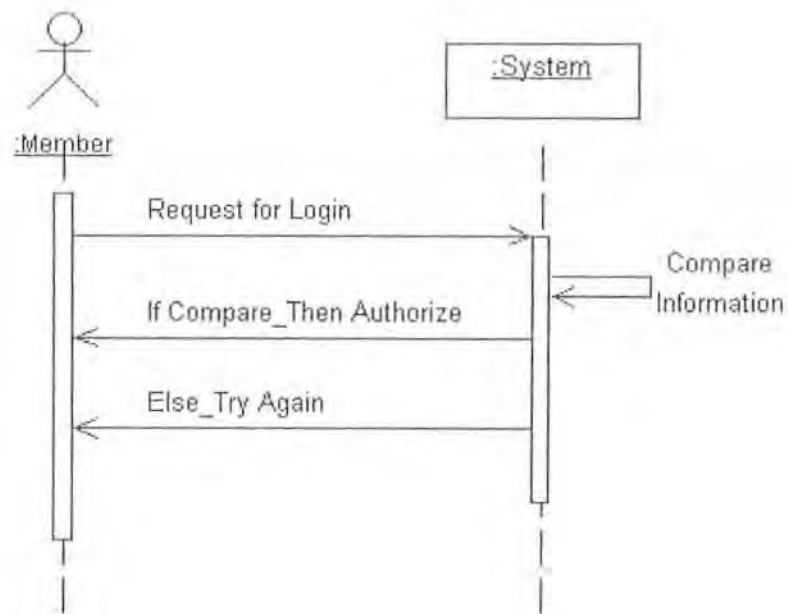 :System
:Member
Request for Login
Compare
Information
If Compare_Then Authorize
Else_Try Again